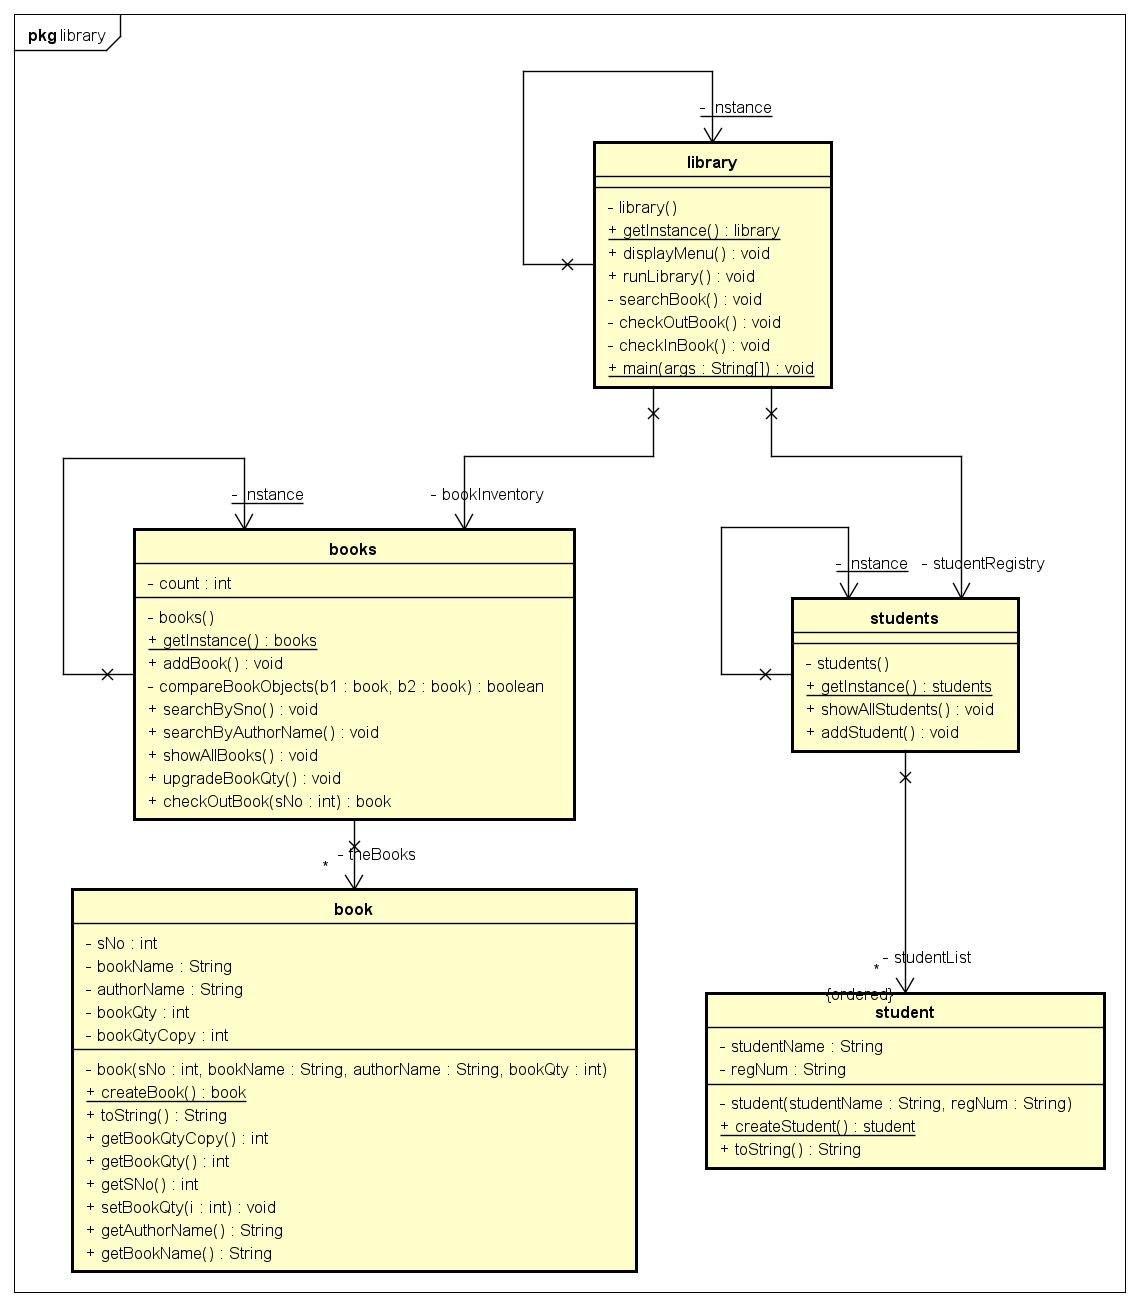 pkg library
- instance
library
- library()
+ getInstance() : library
+ displayMenu() : void
+ runLibrary() : void
- searchBook() : void
- checkOutBook() : void
- checkInBook() : void
+ main(args : String[]) : void
- instance
- bookInventory
books
- count : int
- books()
+ getInstance() : books
+ addBook() : void
- compareBookObjects(b1 : book, b2 : book) : boolean
+ searchBySno() : void
+ searchByAuthorName() : void
+ showAllBooks() : void
+ upgradeBookQty() : void
+ checkOutBook(sNo : int) : book
- instance
- studentRegistry
students
- students()
+ getInstance() : students
+ showAllStudents() : void
+ addStudent() : void
- theBooks
*
book
- sNo : int
- bookName : String
- authorName : String
- bookQty : int
- bookQtyCopy : int
- book(sNo : int, bookName : String, authorName : String, bookQty : int)
+ createBook() : book
+ toString() : String
+ getBookQtyCopy() : int
+ getBookQty() : int
+ getSNo() : int
+ setBookQty(i : int) : void
+ getAuthorName() : String
+ getBookName() : String
- studentList
*
{ordered}
student
- studentName : String
- regNum : String
- student(studentName : String, regNum : String)
+ createStudent() : student
+ toString() : String